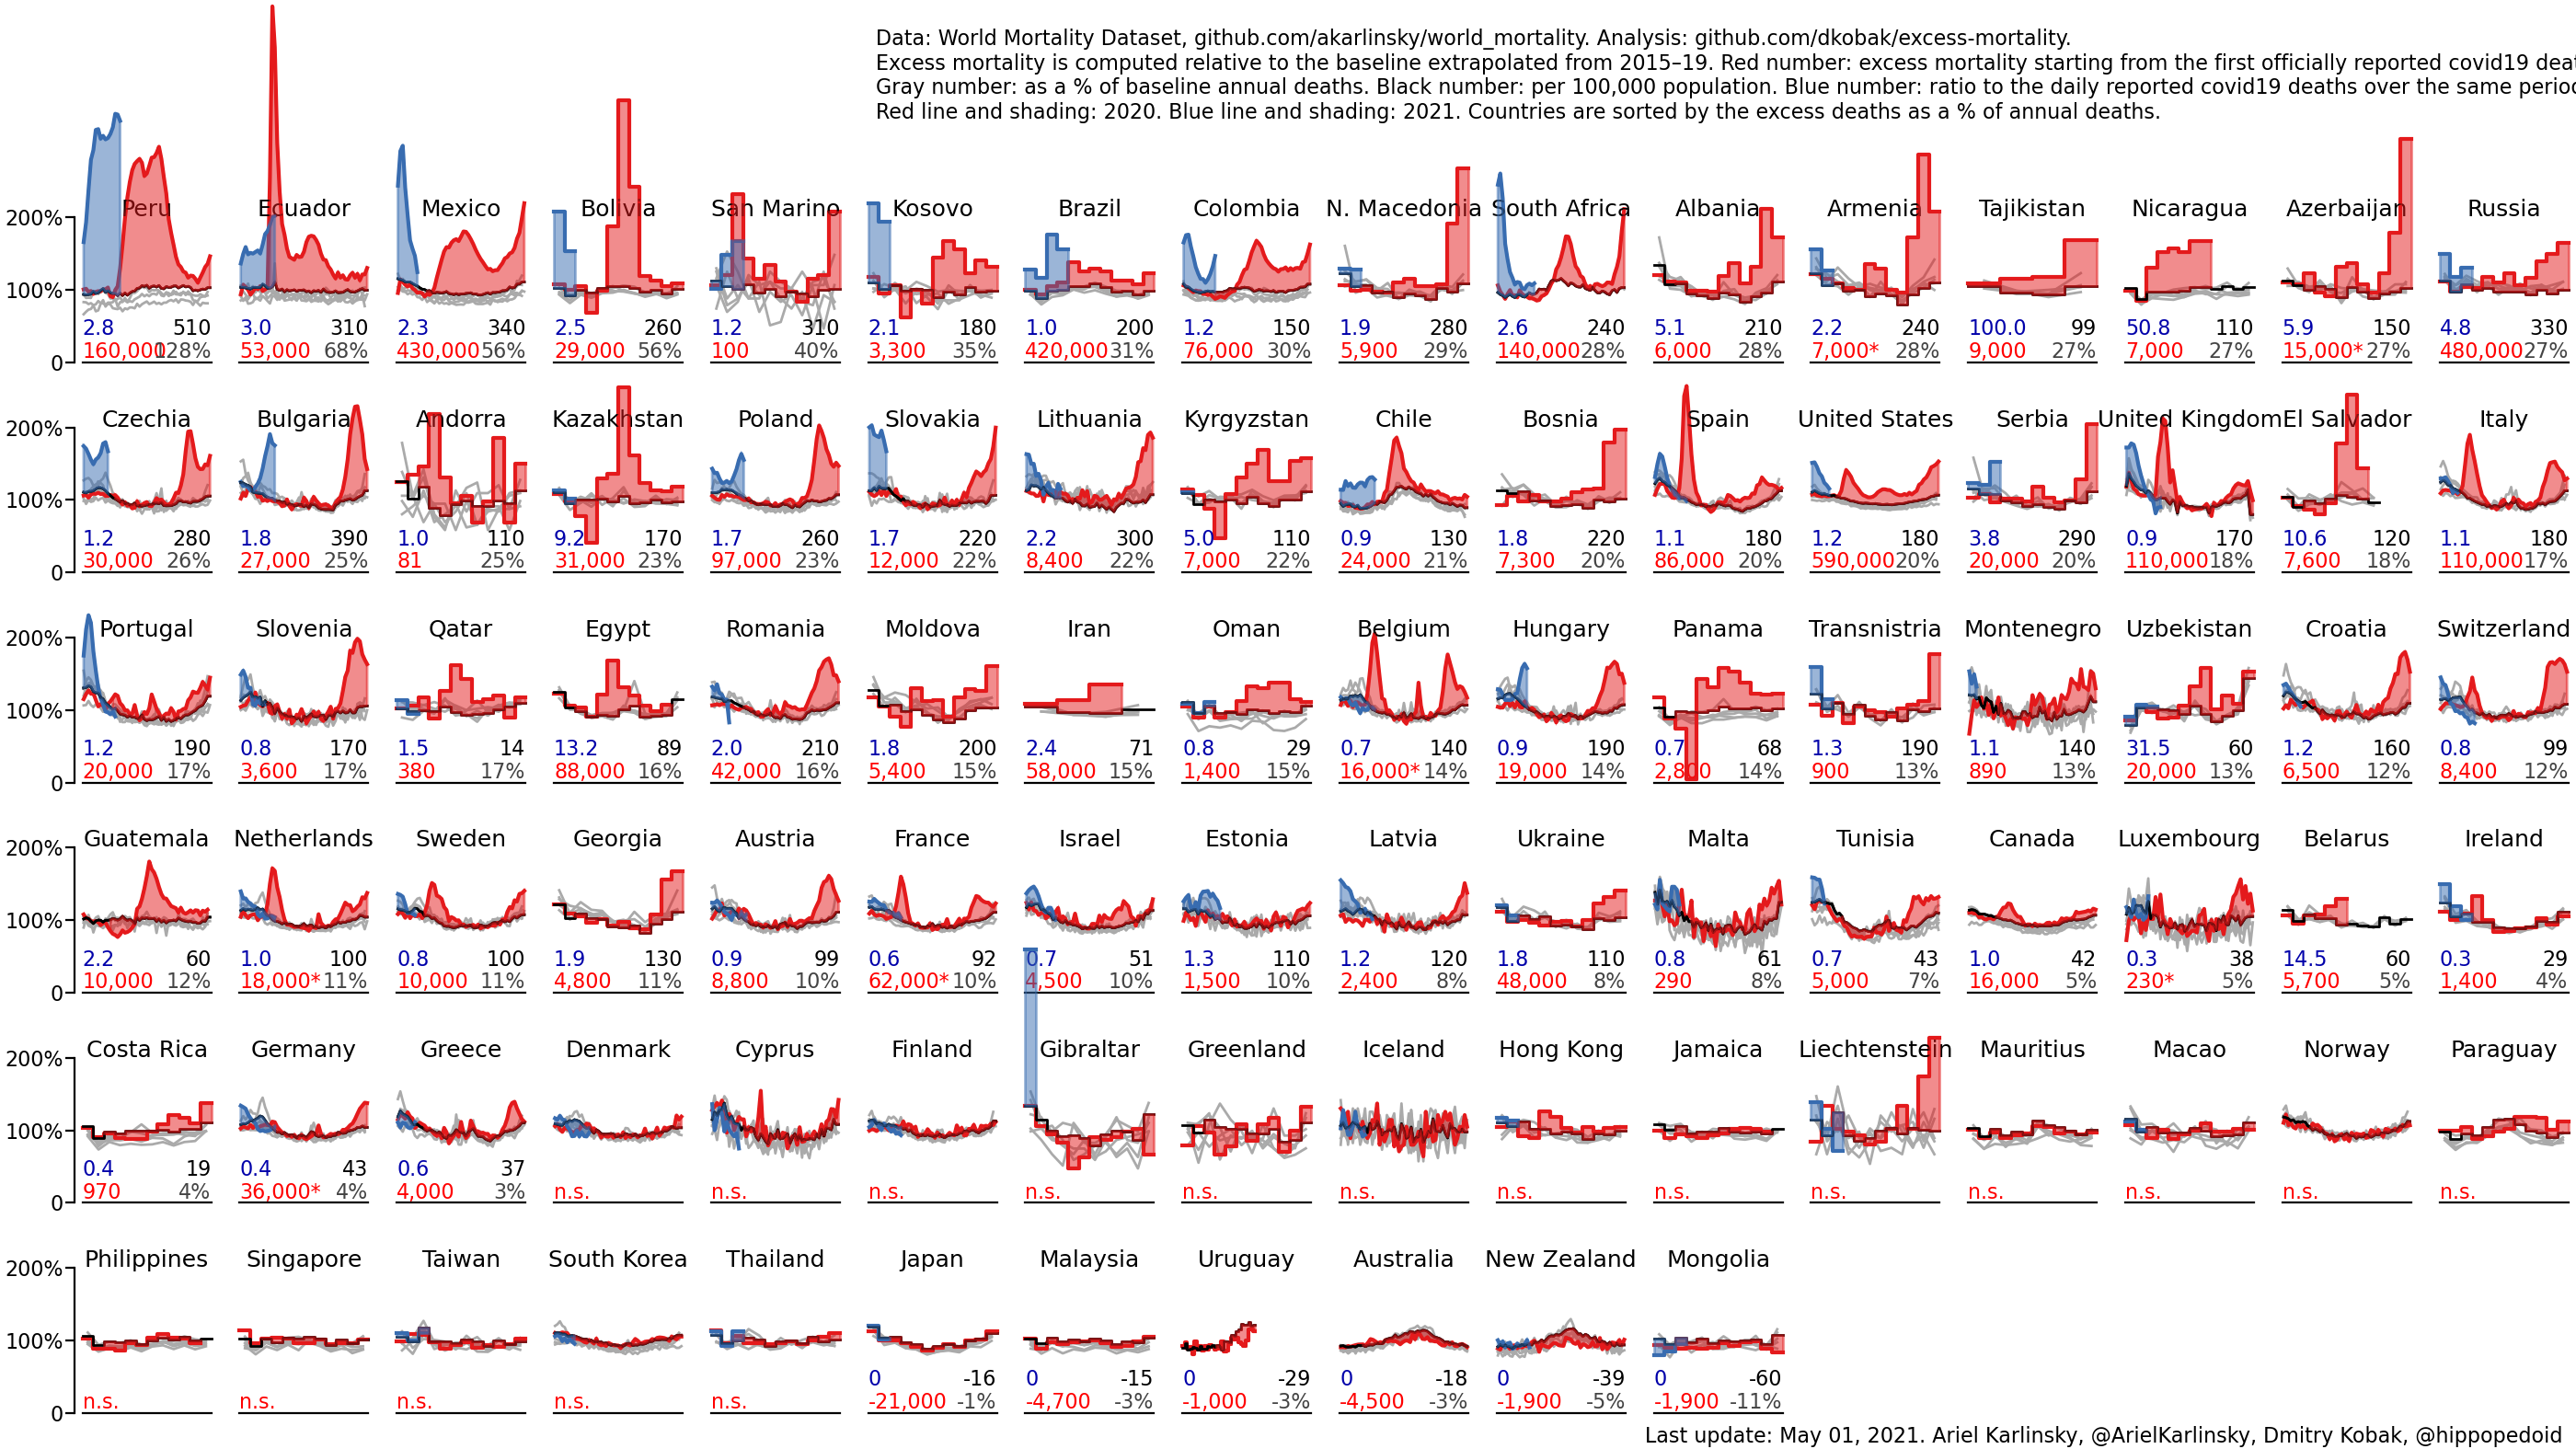 Data: World Mortality Dataset, github.com/akarlinsky/world_mortality. Analysis: github.com/dkobak/excess-mortality.
Excess mortality is computed relative to the baseline extrapolated from 2015–19. Red number: excess mortality starting from the first officially reported covid19
Gray number: as a % of baseline annual deaths. Black number: per 100,000 population. Blue number: ratio to the daily reported covid19 deaths over the same
Red line and shading: 2020. Blue line and shading: 2021. Countries are sorted by the excess deaths as a % of annual deaths.
200% Peru Ecuador Mexico Bolivia San Marino Kosovo Brazil Colombia N. Macedonia South Africa Albania Armenia Tajikistan Nicaragua Azerbaijan Russia
100%
2.8 510 3.0 310 2.3 340 2.5 260 1.2 310 2.1 180 1.0 200 1.2 150 1.9 280 2.6 240 5.1 210 2.2 240 100.0 99 50.8 110 5.9 150 4.8 330
160,000 128% 53,000 68% 430,000 56% 29,000 56% 100 40% 3,300 35% 420,000 31% 76,000 30% 5,900 29% 140,000 28% 6,000 28% 7,000* 28% 9,000 27% 7,000 27% 15,000* 27% 480,000 27%
0
200% Czechia Bulgaria Andorra Kazakhstan Poland Slovakia Lithuania Kyrgyzstan Chile Bosnia Spain United States Serbia United Kingdom El Salvador Italy
100%
1.2 280 1.8 390 1.0 110 9.2 170 1.7 260 1.7 220 2.2 300 5.0 110 0.9 130 1.8 220 1.1 180 1.2 180 3.8 290 0.9 170 10.6 120 1.1 180
30,000 26% 27,000 25% 81 25% 31,000 23% 97,000 23% 12,000 22% 8,400 22% 7,000 22% 24,000 21% 7,300 20% 86,000 20% 590,000 20% 20,000 20% 110,000 18% 7,600 18% 110,000 17%
0
200% Portugal Slovenia Qatar Egypt Romania Moldova Iran Oman Belgium Hungary Panama Transnistria Montenegro Uzbekistan Croatia Switzerland
100%
1.2 190 0.8 170 1.5 14 13.2 89 2.0 210 1.8 200 2.4 71 0.8 29 0.7 140 0.9 190 0.7 68 1.3 190 1.1 140 31.5 60 1.2 160 0.8 99
20,000 17% 3,600 17% 380 17% 88,000 16% 42,000 16% 5,400 15% 58,000 15% 1,400 15% 16,000* 14% 19,000 14% 2,800 14% 900 13% 890 13% 20,000 13% 6,500 12% 8,400 12%
0
200% Guatemala Netherlands Sweden Georgia Austria France Israel Estonia Latvia Ukraine Malta Tunisia Canada Luxembourg Belarus Ireland
100%
2.2 60 1.0 100 0.8 100 1.9 130 0.9 99 0.6 92 0.7 51 1.3 110 1.2 120 1.8 110 0.8 61 0.7 43 1.0 42 0.3 38 14.5 60 0.3 29
10,000 12% 18,000* 11% 10,000 11% 4,800 11% 8,800 10% 62,000* 10% 4,500 10% 1,500 10% 2,400 8% 48,000 8% 290 8% 5,000 7% 16,000 5% 230* 5% 5,700 5% 1,400 4%
0
200% Costa Rica Germany Greece Denmark Cyprus Finland Gibraltar Greenland Iceland Hong Kong Jamaica Liechtenstein Mauritius Macao Norway Paraguay
100%
0.4 19 0.4 43 0.6 37
970 4% 36,000* 4% 4,000 3% n.s. n.s. n.s. n.s. n.s. n.s. n.s. n.s. n.s. n.s. n.s. n.s. n.s.
0
200% Philippines Singapore Taiwan South Korea Thailand Japan Malaysia Uruguay Australia New Zealand Mongolia
100%
0 -16 0 -15 0 -29 0 -18 0 -39 0 -60
n.s. n.s. n.s. n.s. n.s. -21,000 -1% -4,700 -3% -1,000 -3% -4,500 -3% -1,900 -5% -1,900 -11%
0
Last update: May 01, 2021. Ariel Karlinsky, @ArielKarlinsky, Dmitry Kobak, @hippopedoid